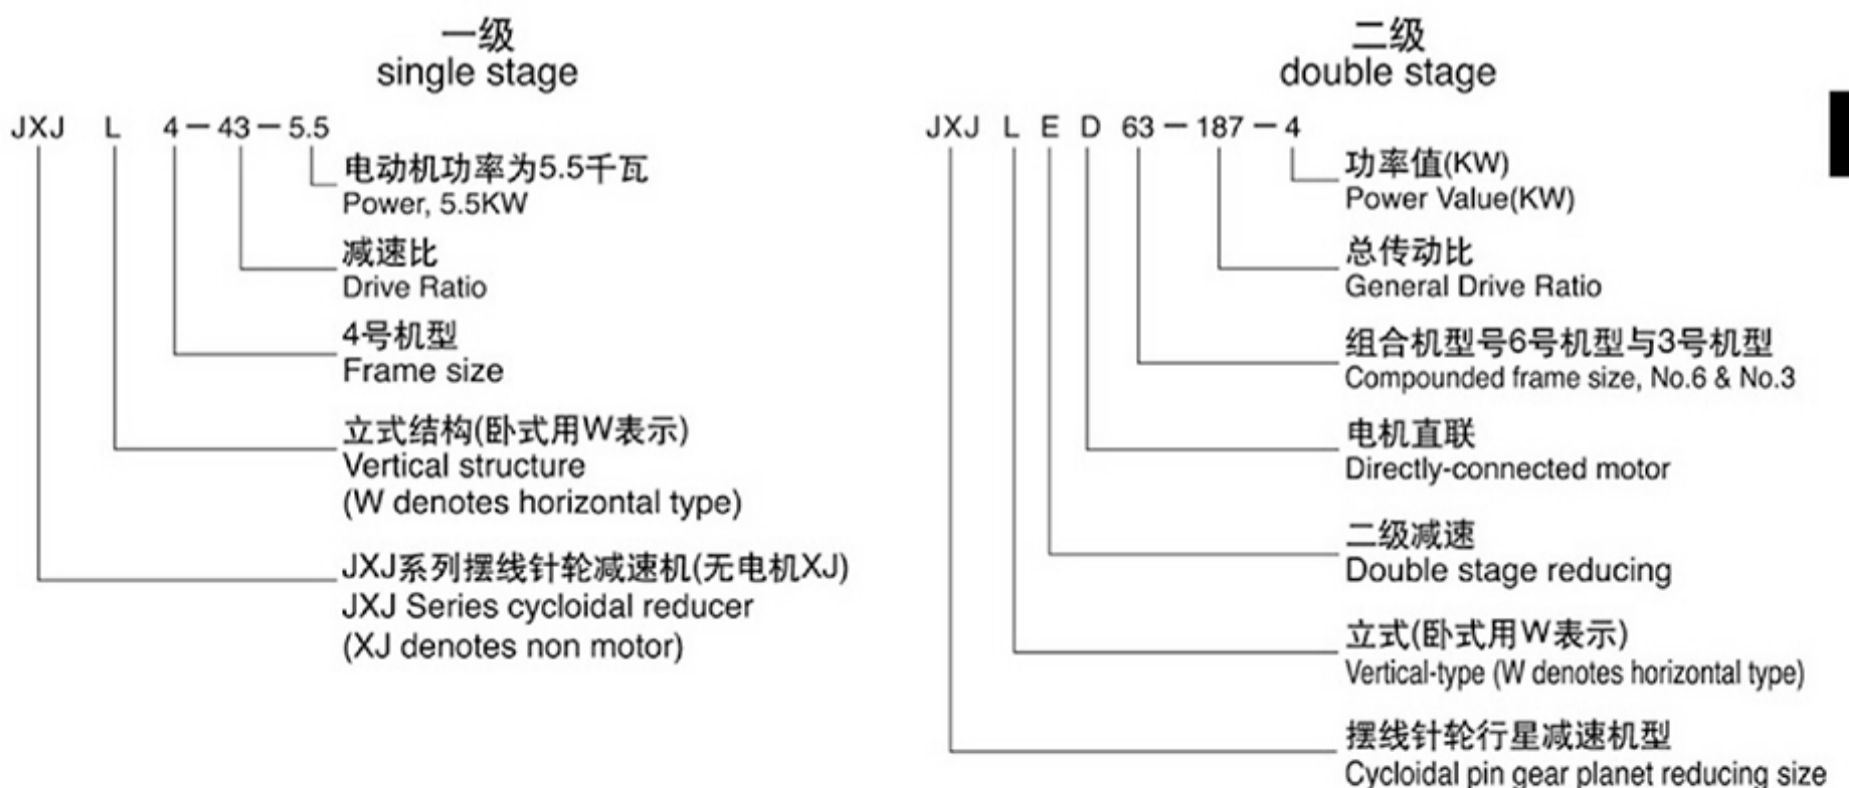 一级
single stage
JXJ L 4－43－5.5
电动机功率为5.5千瓦
Power, 5.5KW
减速比
Drive Ratio
4号机型
Frame size
立式结构(卧式用W表示)
Vertical structure
(W denotes horizontal type)
JXJ系列摆线针轮减速机(无电机XJ)
JXJ Series cycloidal reducer
(XJ denotes non motor)
二级
double stage
JXJ L E D 63－187－4
功率值(KW)
Power Value(KW)
总传动比
General Drive Ratio
组合机型号6号机型与3号机型
Compounded frame size, No.6 & No.3
电机直联
Directly-connected motor
二级减速
Double stage reducing
立式(卧式用W表示)
Vertical-type (W denotes horizontal type)
摆线针轮行星减速机型
Cycloidal pin gear planet reducing size